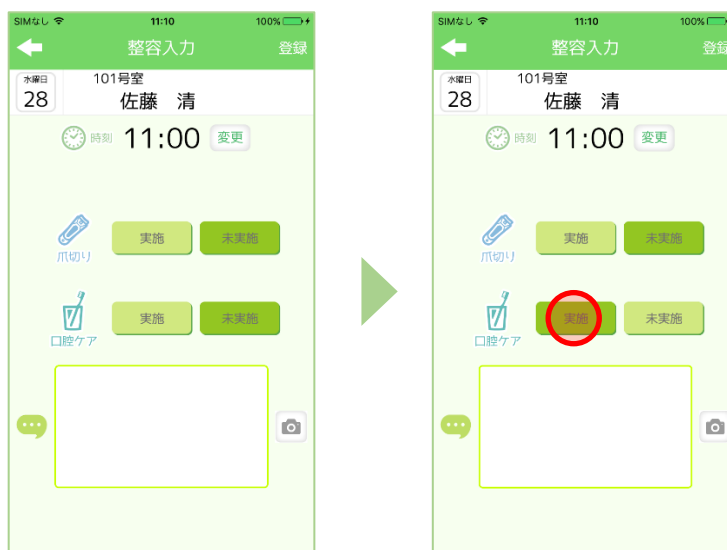 SIMなし 11:10 100%
整容入力 登録
水曜日 101号室
28 佐藤 清
時刻 11:00 変更
実施 未実施
爪切り
実施 未実施
口腔ケア
SIMなし 11:10 100%
整容入力 登録
水曜日 101号室
28 佐藤 清
時刻 11:00 変更
実施 未実施
爪切り
実施 未実施
口腔ケア